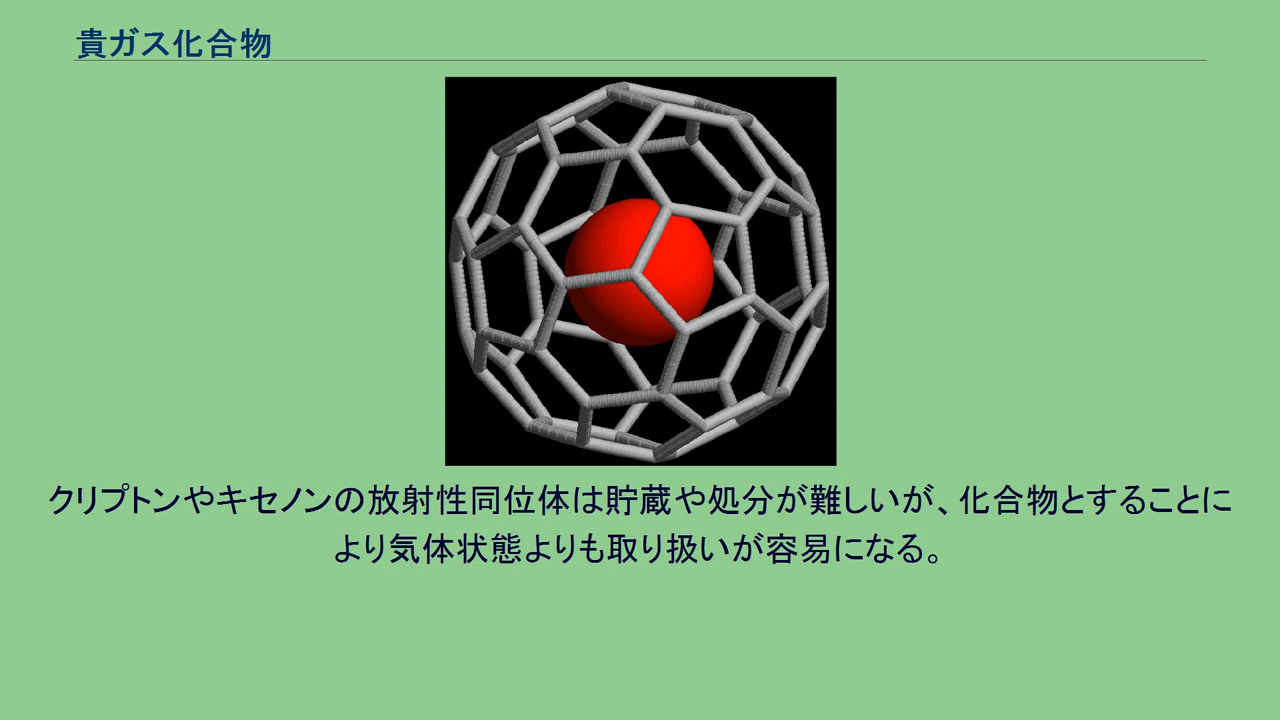 貴ガス化合物
クリプトンやキセノンの放射性同位体は貯蔵や処分が難しいが、化合物とすることに
より気体状態よりも取り扱いが容易になる。